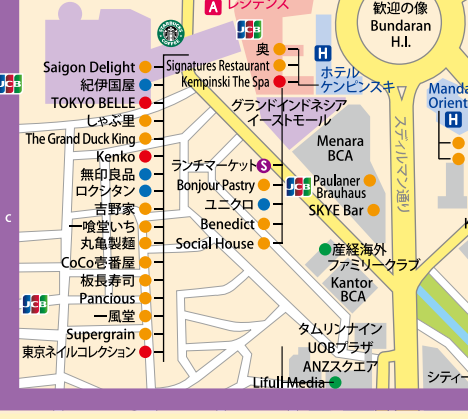 A レジデンス
歓迎の像
Bundaran
H.I.
STARBUCKS
COFFEE
JCB
奥
H
Saigon Delight
Signatures Restaurant
ホテル
ケンピンスキ
JCB
紀伊国屋
Kempinski The Spa
Manda
Orient
TOKYO BELLE
グランドインドネシア
イーストモール
H
しゃぶ里
スディルマン通り
The Grand Duck King
Menara
BCA
Kenko
ランチマーケット S
無印良品
Bonjour Pastry
JCB
Paulaner
Brauhaus
ロクシタン
ユニクロ
SKYE Bar
吉野家
C
一喰堂いち
Benedict
丸亀製麺
Social House
産経海外
ファミリークラブ
CoCo壱番屋
板長寿司
Kantor
BCA
JCB
Pancious
一風堂
タムリンナイン
Supergrain
UOBプラザ
東京ネイルコレクション
ANZスクエア
Lifull Media
シティー